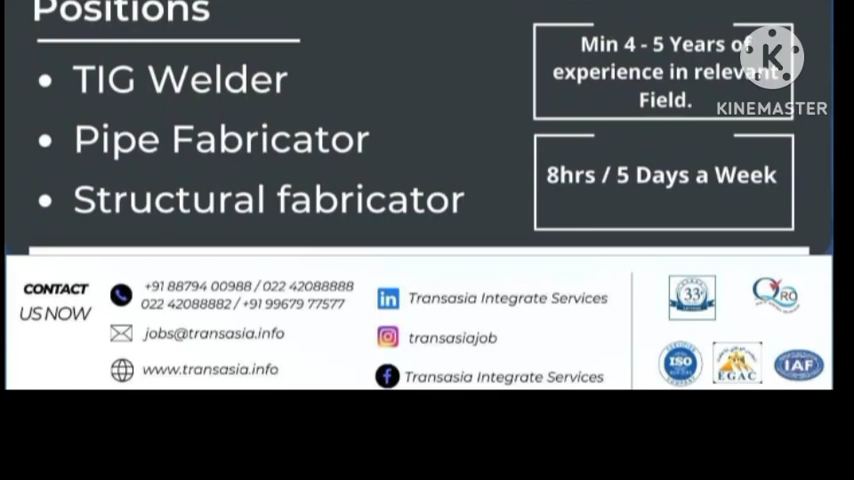 Positions
• TIG Welder
• Pipe Fabricator
• Structural fabricator
Min 4 - 5 Years of
experience in relevant
Field.
KINEMASTER
8hrs / 5 Days a Week
CONTACT
US NOW
+91 88794 00988 / 022 42088888
022 42088882 / +91 99679 77577
jobs@transasia.info
www.transasia.info
Transasia Integrate Services
transasiajob
Transasia Integrate Services
33
QRO
ISO
EGAC
IAF